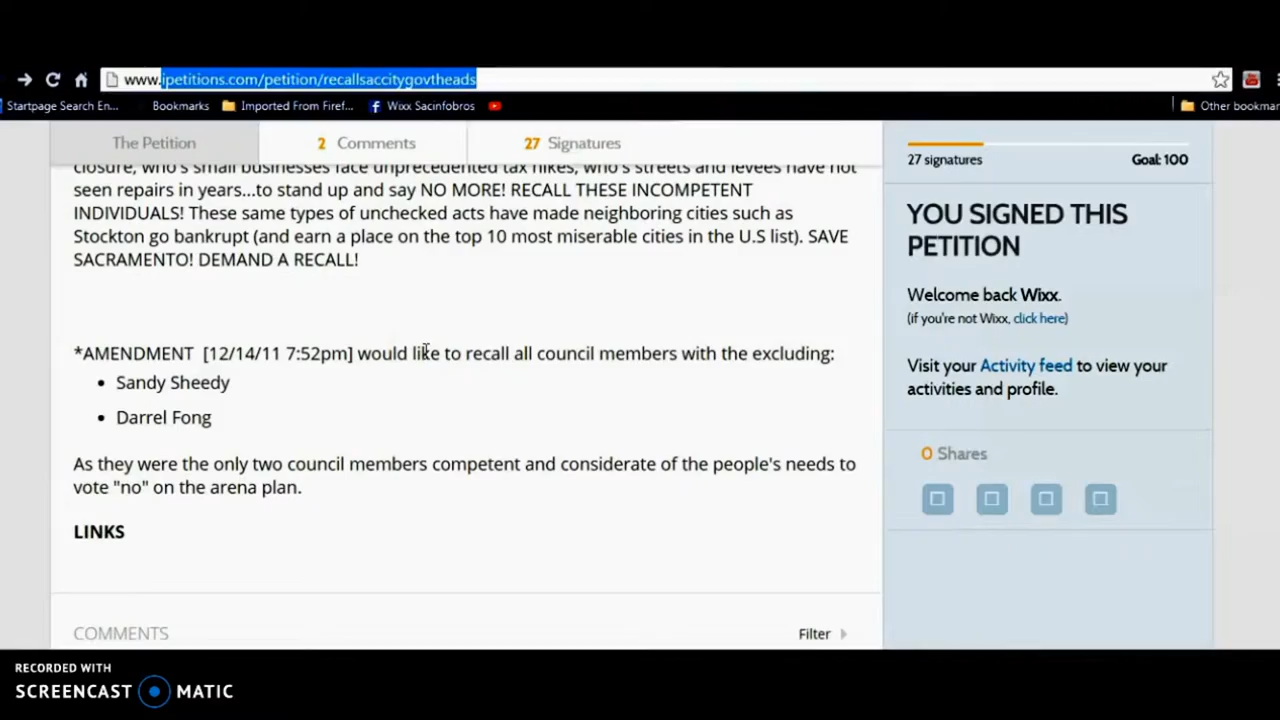 www.ipetitions.com/petition/recallsaccitygovtheads
Startpage Search En...
Bookmarks
Imported From Firef...
Wixx Sacinfobros
Other bookmar
The Petition
2 Comments
27 Signatures
closure, who's small businesses face unprecedented tax hikes, who's streets and levees have not
seen repairs in years...to stand up and say NO MORE! RECALL THESE INCOMPETENT
INDIVIDUALS! These same types of unchecked acts have made neighboring cities such as
Stockton go bankrupt (and earn a place on the top 10 most miserable cities in the U.S list). SAVE
SACRAMENTO! DEMAND A RECALL!
*AMENDMENT [12/14/11 7:52pm] would like to recall all council members with the excluding:
• Sandy Sheedy
• Darrel Fong
As they were the only two council members competent and considerate of the people's needs to
vote "no" on the arena plan.
LINKS
COMMENTS
Filter
27 signatures
Goal: 100
YOU SIGNED THIS
PETITION
Welcome back Wixx.
(if you're not Wixx, click here)
Visit your Activity feed to view your
activities and profile.
0 Shares
RECORDED WITH
SCREENCAST MATIC